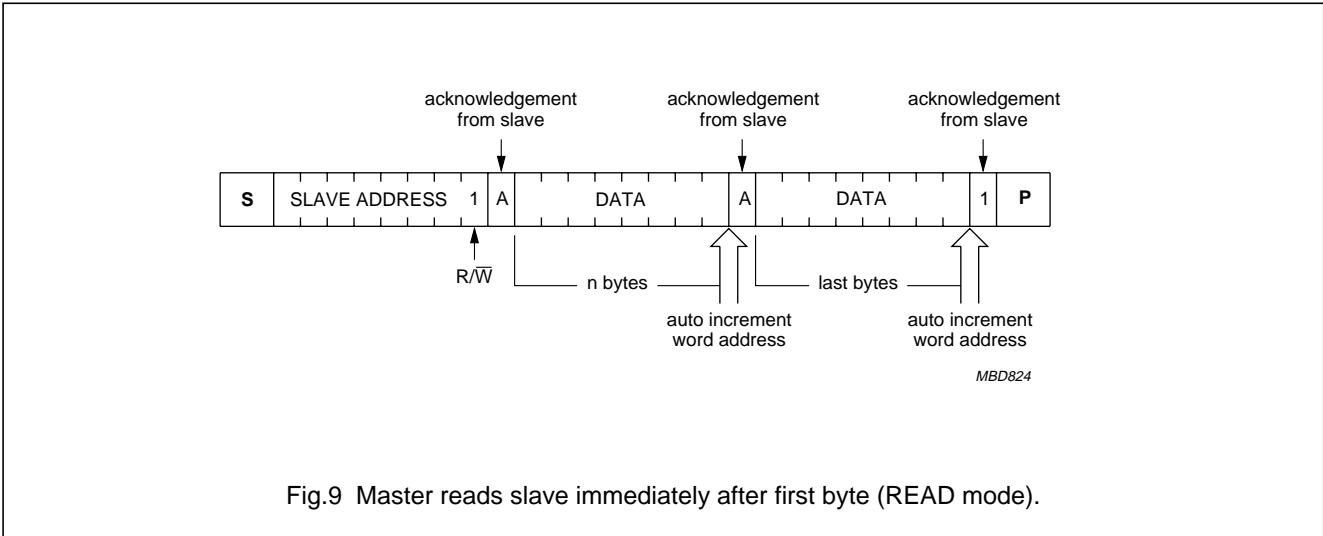 acknowledgement acknowledgement acknowledgement
from slave from slave from slave
S SLAVE ADDRESS 1 A DATA A DATA 1 P
R/W̅
n bytes last bytes
auto increment auto increment
word address word address
MBD824
Fig.9 Master reads slave immediately after first byte (READ mode).